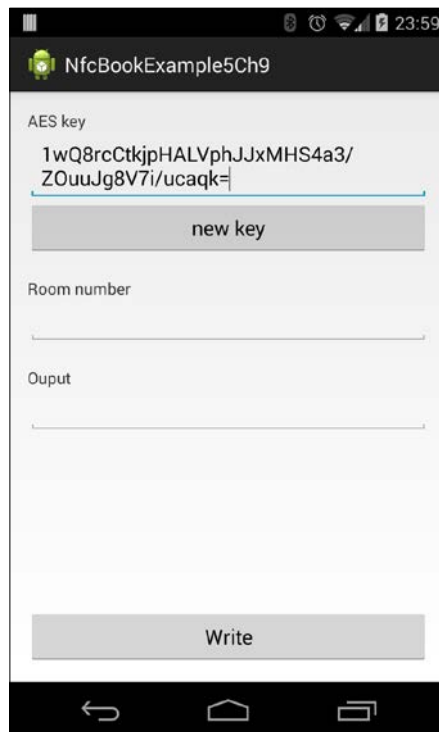 23:59
NfcBookExample5Ch9
AES key
1wQ8rcCtkjpHALVphJJxMHS4a3/
ZOuuJg8V7i/ucaqk=
new key
Room number
Ouput
Write